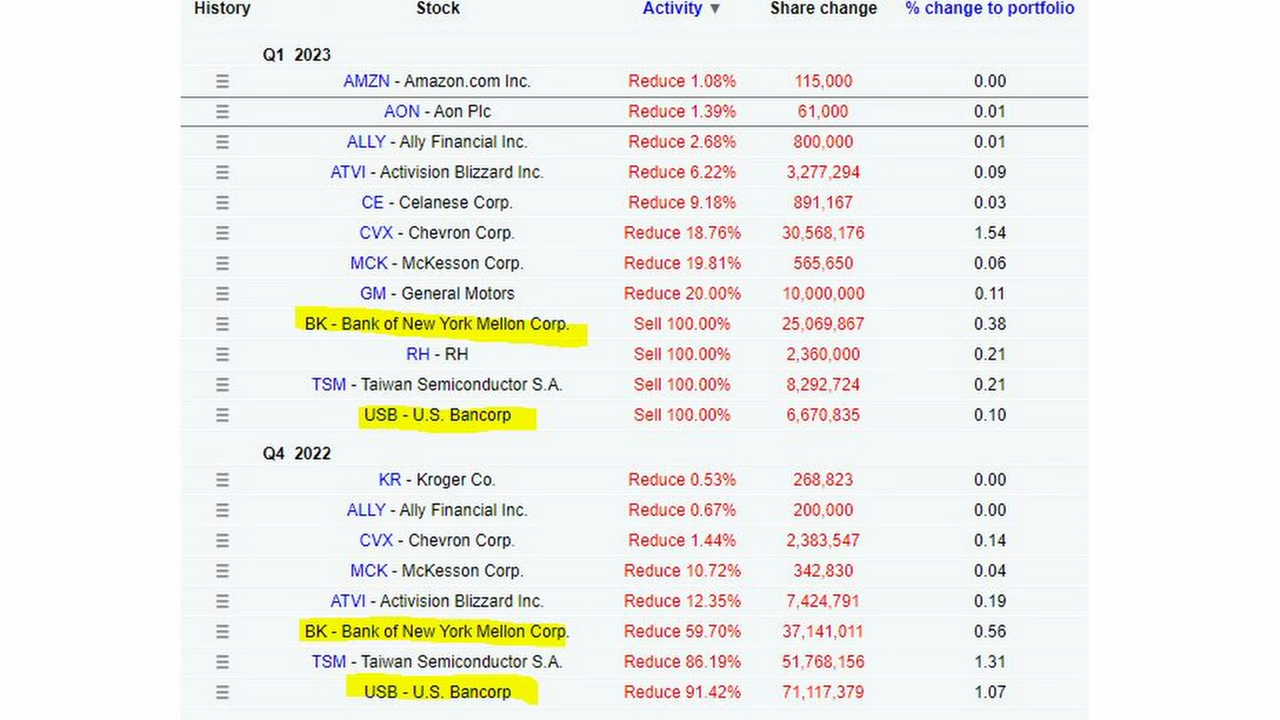 History Stock Activity ▼ Share change % change to portfolio
Q1 2023
≡ AMZN - Amazon.com Inc. Reduce 1.08% 115,000 0.00
≡ AON - Aon Plc Reduce 1.39% 61,000 0.01
≡ ALLY - Ally Financial Inc. Reduce 2.68% 800,000 0.01
≡ ATVI - Activision Blizzard Inc. Reduce 6.22% 3,277,294 0.09
≡ CE - Celanese Corp. Reduce 9.18% 891,167 0.03
≡ CVX - Chevron Corp. Reduce 18.76% 30,568,176 1.54
≡ MCK - McKesson Corp. Reduce 19.81% 565,650 0.06
≡ GM - General Motors Reduce 20.00% 10,000,000 0.11
≡ BK - Bank of New York Mellon Corp. Sell 100.00% 25,069,867 0.38
≡ RH - RH Sell 100.00% 2,360,000 0.21
≡ TSM - Taiwan Semiconductor S.A. Sell 100.00% 8,292,724 0.21
≡ USB - U.S. Bancorp Sell 100.00% 6,670,835 0.10
Q4 2022
≡ KR - Kroger Co. Reduce 0.53% 268,823 0.00
≡ ALLY - Ally Financial Inc. Reduce 0.67% 200,000 0.00
≡ CVX - Chevron Corp. Reduce 1.44% 2,383,547 0.14
≡ MCK - McKesson Corp. Reduce 10.72% 342,830 0.04
≡ ATVI - Activision Blizzard Inc. Reduce 12.35% 7,424,791 0.19
≡ BK - Bank of New York Mellon Corp. Reduce 59.70% 37,141,011 0.56
≡ TSM - Taiwan Semiconductor S.A. Reduce 86.19% 51,768,156 1.31
≡ USB - U.S. Bancorp Reduce 91.42% 71,117,379 1.07